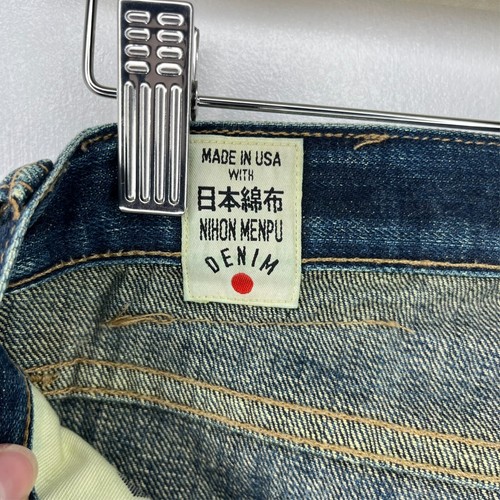 MADE IN USA
WITH
日本綿布
NIHON MENPU
DENIM